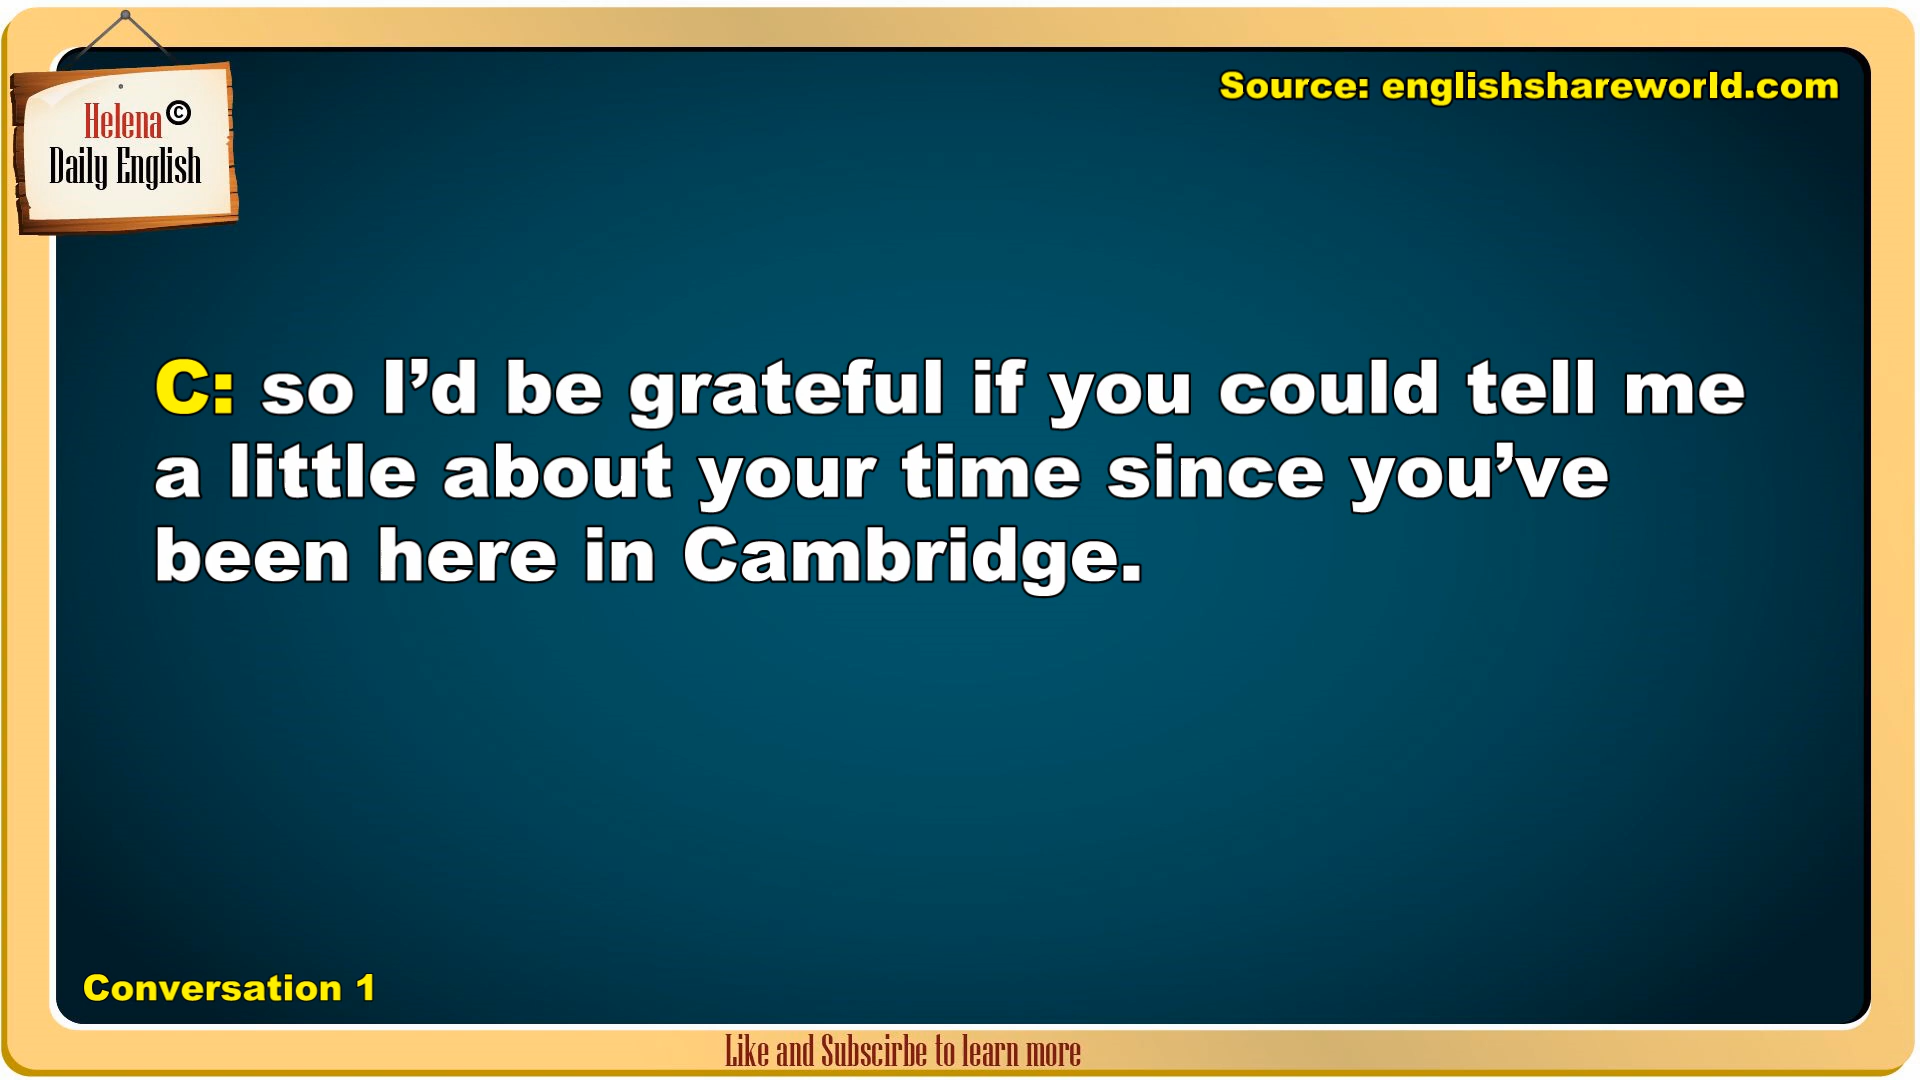 Helena ©
Daily English
Source: englishshareworld.com
C: so I’d be grateful if you could tell me
a little about your time since you’ve
been here in Cambridge.
Conversation 1
Like and Subscirbe to learn more